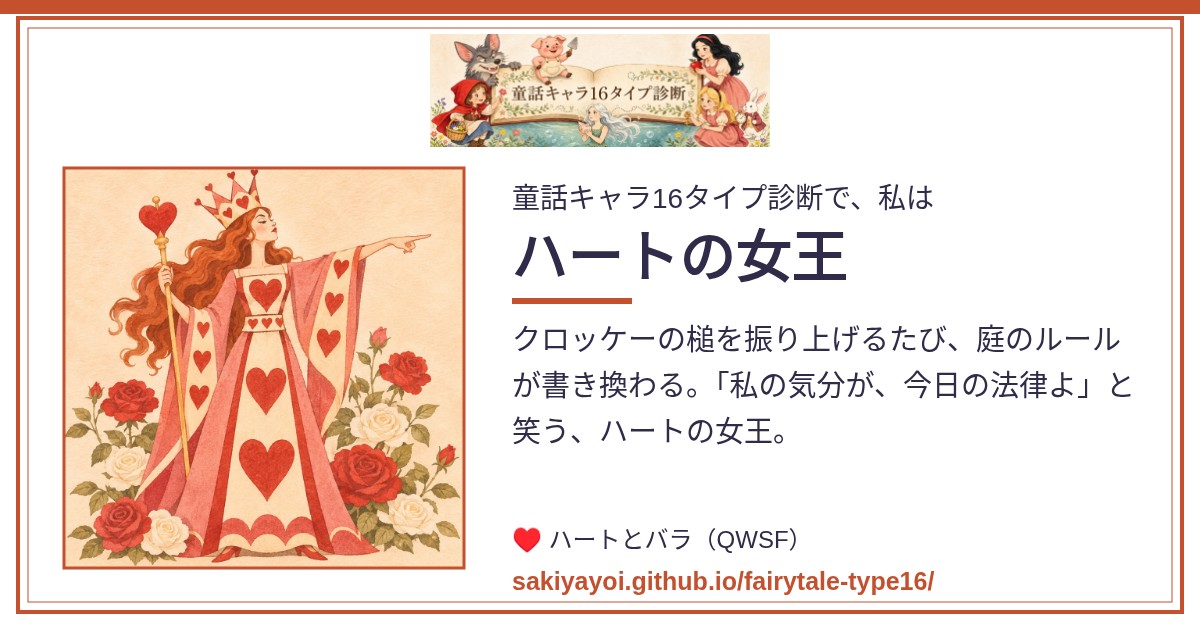 童話キャラ16タイプ診断
童話キャラ16タイプ診断で、私は
ハートの女王
クロッケーの槌を振り上げるたび、庭のルール
が書き換わる。「私の気分が、今日の法律よ」と
笑う、ハートの女王。
ハートとバラ（QWSF）
sakiyayoi.github.io/fairytale-type16/